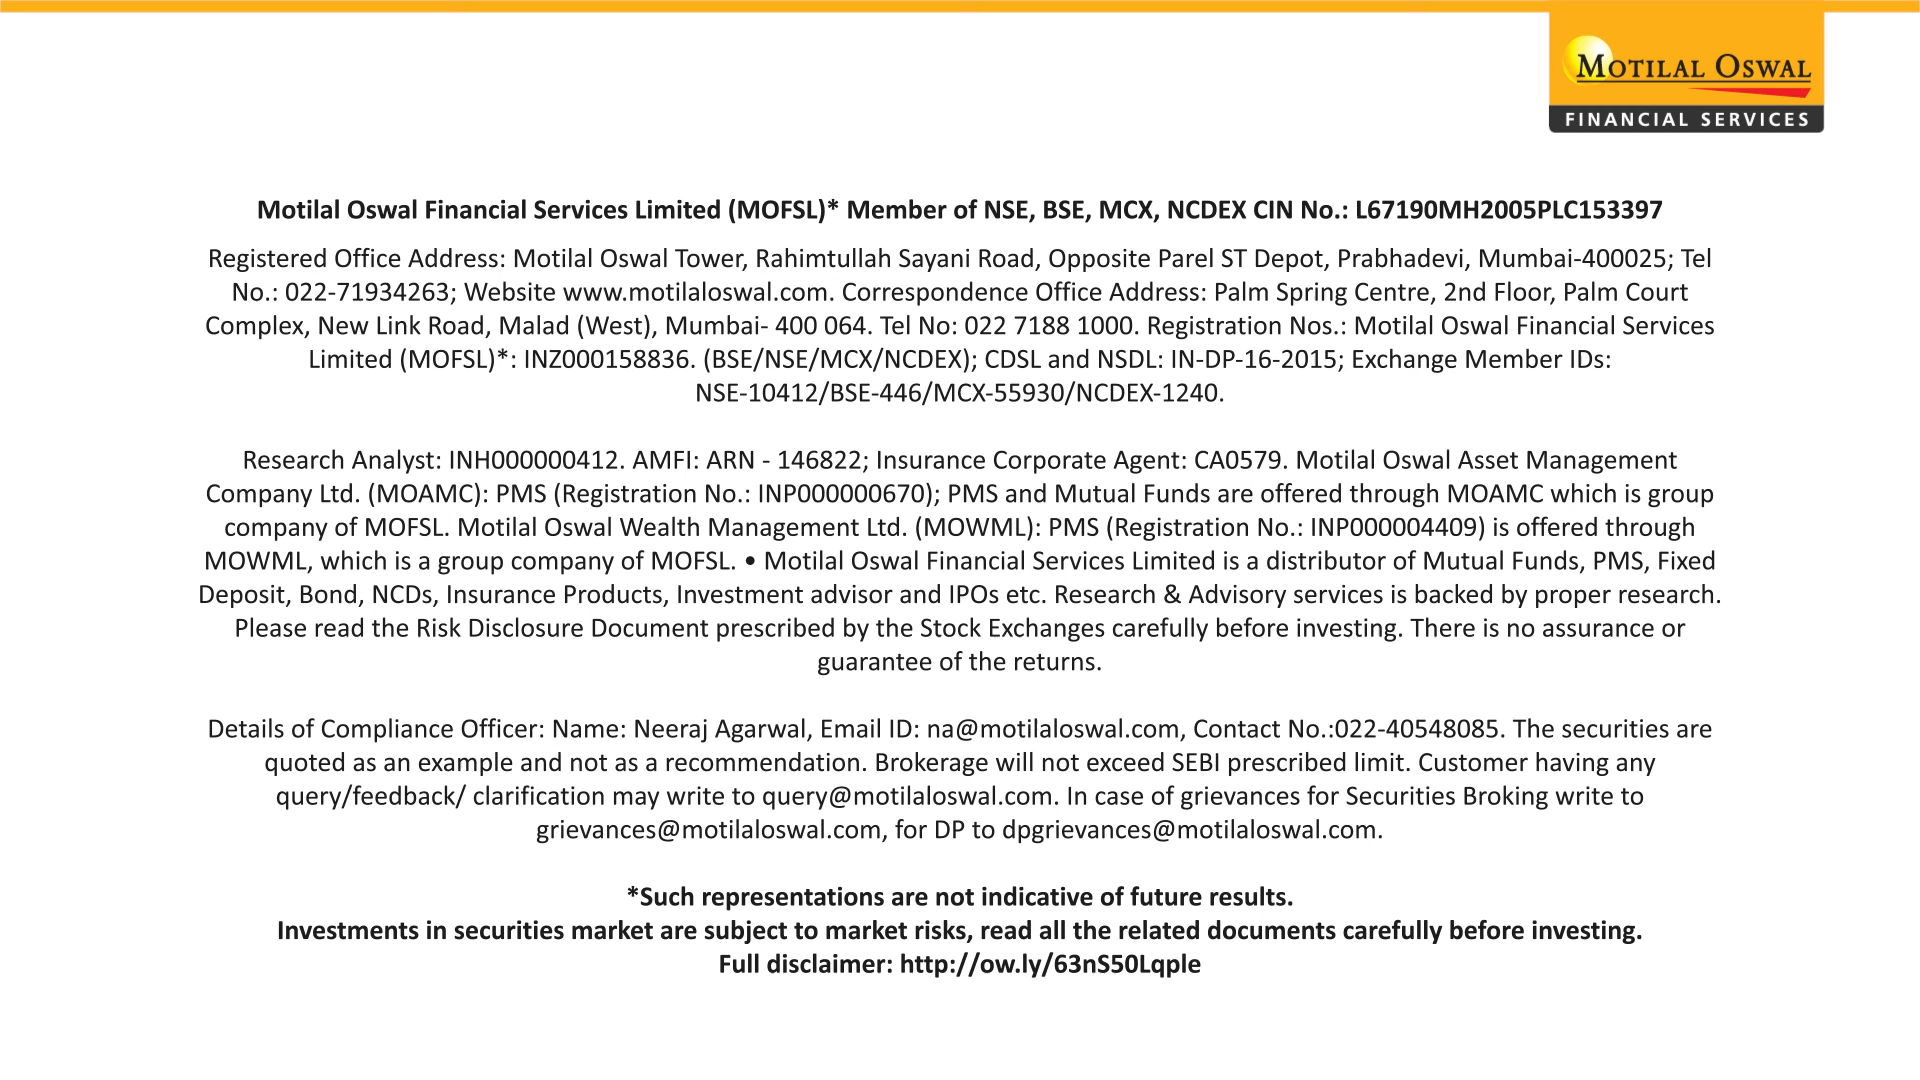 MOTILAL OSWAL
FINANCIAL SERVICES
Motilal Oswal Financial Services Limited (MOFSL)* Member of NSE, BSE, MCX, NCDEX CIN No.: L67190MH2005PLC153397
Registered Office Address: Motilal Oswal Tower, Rahimtullah Sayani Road, Opposite Parel ST Depot, Prabhadevi, Mumbai-400025; Tel
No.: 022-71934263; Website www.motilaloswal.com. Correspondence Office Address: Palm Spring Centre, 2nd Floor, Palm Court
Complex, New Link Road, Malad (West), Mumbai- 400 064. Tel No: 022 7188 1000. Registration Nos.: Motilal Oswal Financial Services
Limited (MOFSL)*: INZ000158836. (BSE/NSE/MCX/NCDEX); CDSL and NSDL: IN-DP-16-2015; Exchange Member IDs:
NSE-10412/BSE-446/MCX-55930/NCDEX-1240.
Research Analyst: INH000000412. AMFI: ARN - 146822; Insurance Corporate Agent: CA0579. Motilal Oswal Asset Management
Company Ltd. (MOAMC): PMS (Registration No.: INP000000670); PMS and Mutual Funds are offered through MOAMC which is group
company of MOFSL. Motilal Oswal Wealth Management Ltd. (MOWML): PMS (Registration No.: INP000004409) is offered through
MOWML, which is a group company of MOFSL. • Motilal Oswal Financial Services Limited is a distributor of Mutual Funds, PMS, Fixed
Deposit, Bond, NCDs, Insurance Products, Investment advisor and IPOs etc. Research & Advisory services is backed by proper research.
Please read the Risk Disclosure Document prescribed by the Stock Exchanges carefully before investing. There is no assurance or
guarantee of the returns.
Details of Compliance Officer: Name: Neeraj Agarwal, Email ID: na@motilaloswal.com, Contact No.:022-40548085. The securities are
quoted as an example and not as a recommendation. Brokerage will not exceed SEBI prescribed limit. Customer having any
query/feedback/ clarification may write to query@motilaloswal.com. In case of grievances for Securities Broking write to
grievances@motilaloswal.com, for DP to dpgrievances@motilaloswal.com.
*Such representations are not indicative of future results.
Investments in securities market are subject to market risks, read all the related documents carefully before investing.
Full disclaimer: http://ow.ly/63nS50Lqple